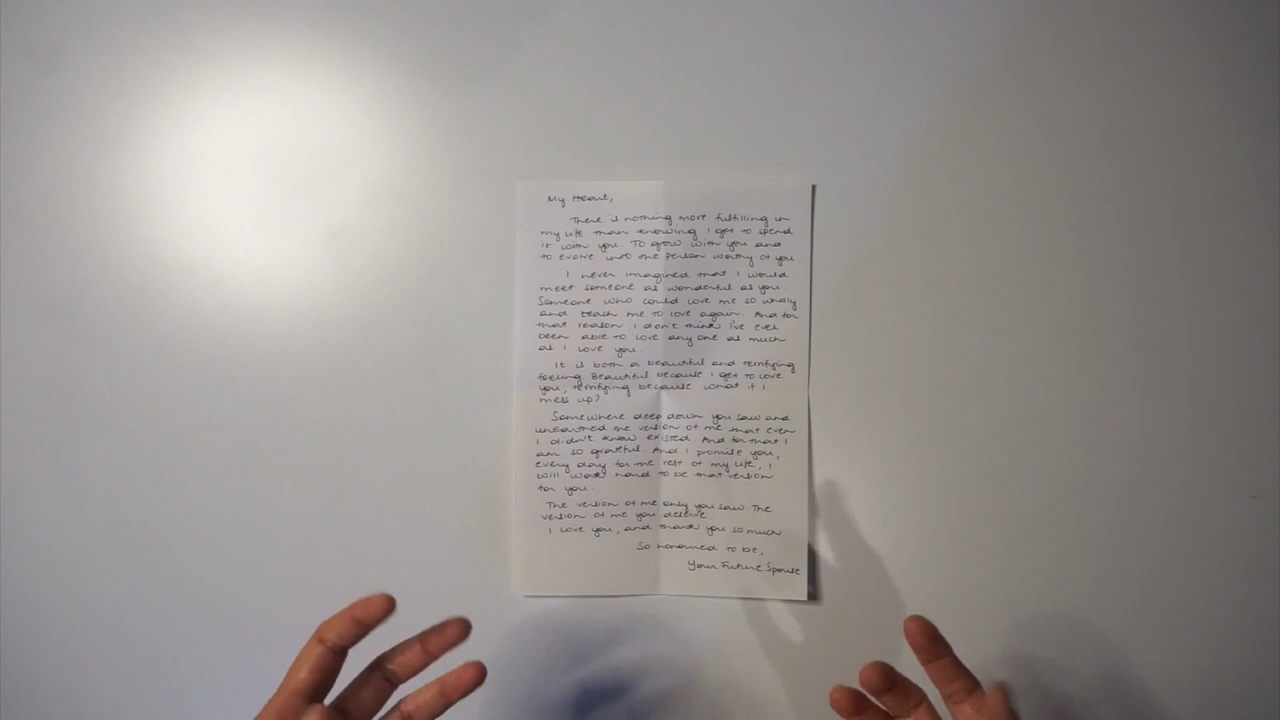 My Heart,
There is nothing more fulfilling in
my life than knowing I get to spend
it with you. To grow with you and
to evolve into the person worthy of you.
I never imagined that I would
meet someone as wonderful as you.
Someone who could love me so wholly
and teach me to love again. And for
that reason I don't think I've ever
been able to love anyone as much
as I love you.
It is both a beautiful and terrifying
feeling. Beautiful because I get to love
you, terrifying because what if I
mess up?
Somewhere deep down you saw and
unearthed the version of me that even
I didn't know existed. And for that I
am so grateful. And I promise you,
every day for the rest of my life, I
will work hard to be that version
for you.
The version of me only you saw. The
version of me you deserve
I love you, and thank you so much
So honoured to be,
Your Future Spouse